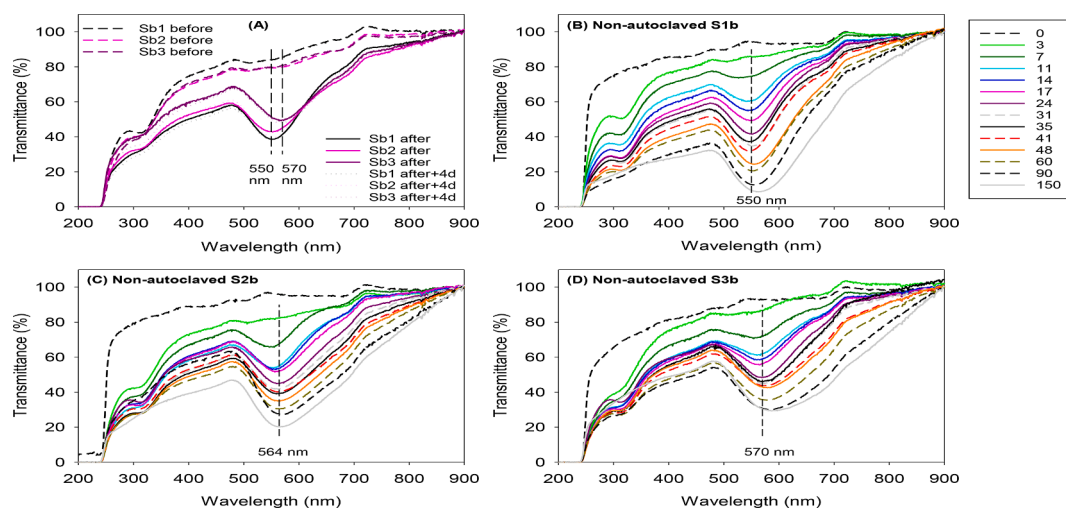 (A)
Sb1 before
Sb2 before
Sb3 before
Sb1 after
Sb2 after
Sb3 after
Sb1 after+4d
Sb2 after+4d
Sb3 after+4d
550 nm
570 nm
Transmittance (%)
0
20
40
60
80
100
200 300 400 500 600 700 800 900
Wavelength (nm)
(B) Non-autoclaved S1b
550 nm
Transmittance (%)
0
20
40
60
80
100
200 300 400 500 600 700 800 900
Wavelength (nm)
0
3
7
11
14
17
24
31
35
41
48
60
90
150
(C) Non-autoclaved S2b
564 nm
Transmittance (%)
0
20
40
60
80
100
200 300 400 500 600 700 800 900
Wavelength (nm)
(D) Non-autoclaved S3b
570 nm
Transmittance (%)
0
20
40
60
80
100
200 300 400 500 600 700 800 900
Wavelength (nm)